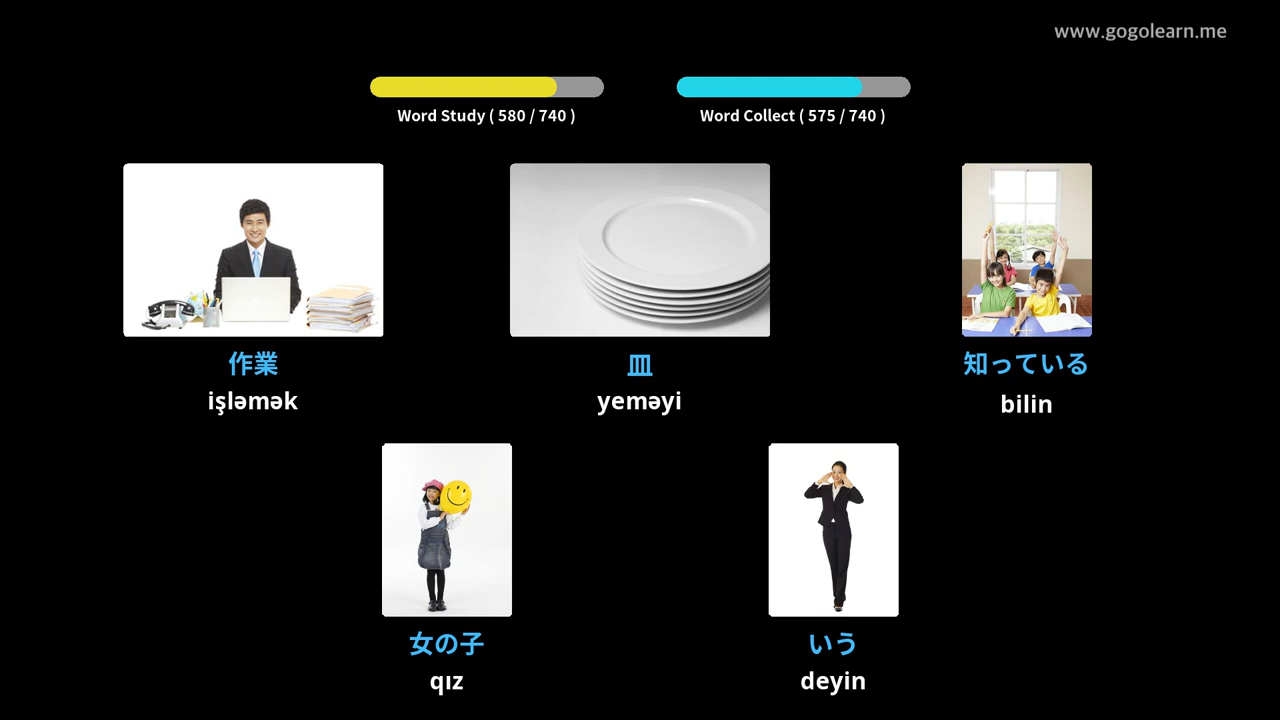 www.gogolearn.me
Word Study ( 580 / 740 )
Word Collect ( 575 / 740 )
作業
işləmək
皿
yeməyi
知っている
bilin
女の子
qız
いう
deyin